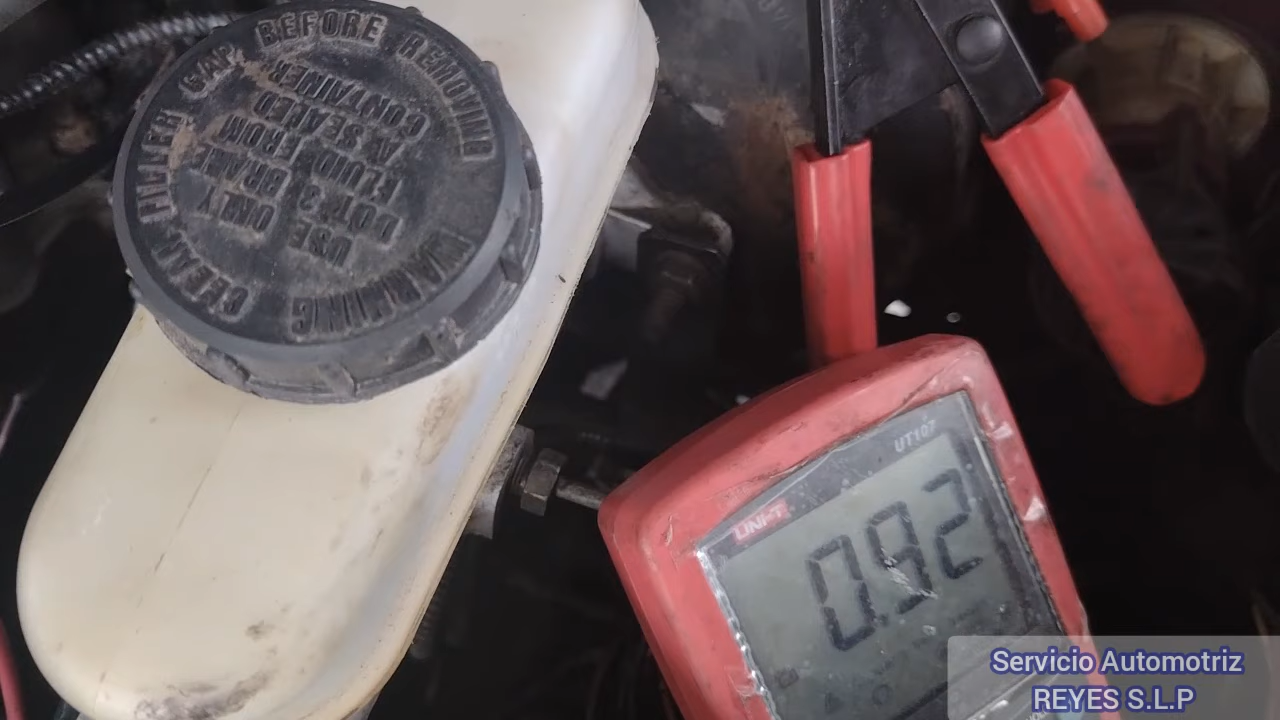 WARNING CLEAN FILLER CAP BEFORE REMOVING
USE ONLY
DOT 3 BRAKE
FLUID FROM
A SEALED
CONTAINER
UNI-T
UT107
0.92
Servicio Automotriz
REYES S.L.P